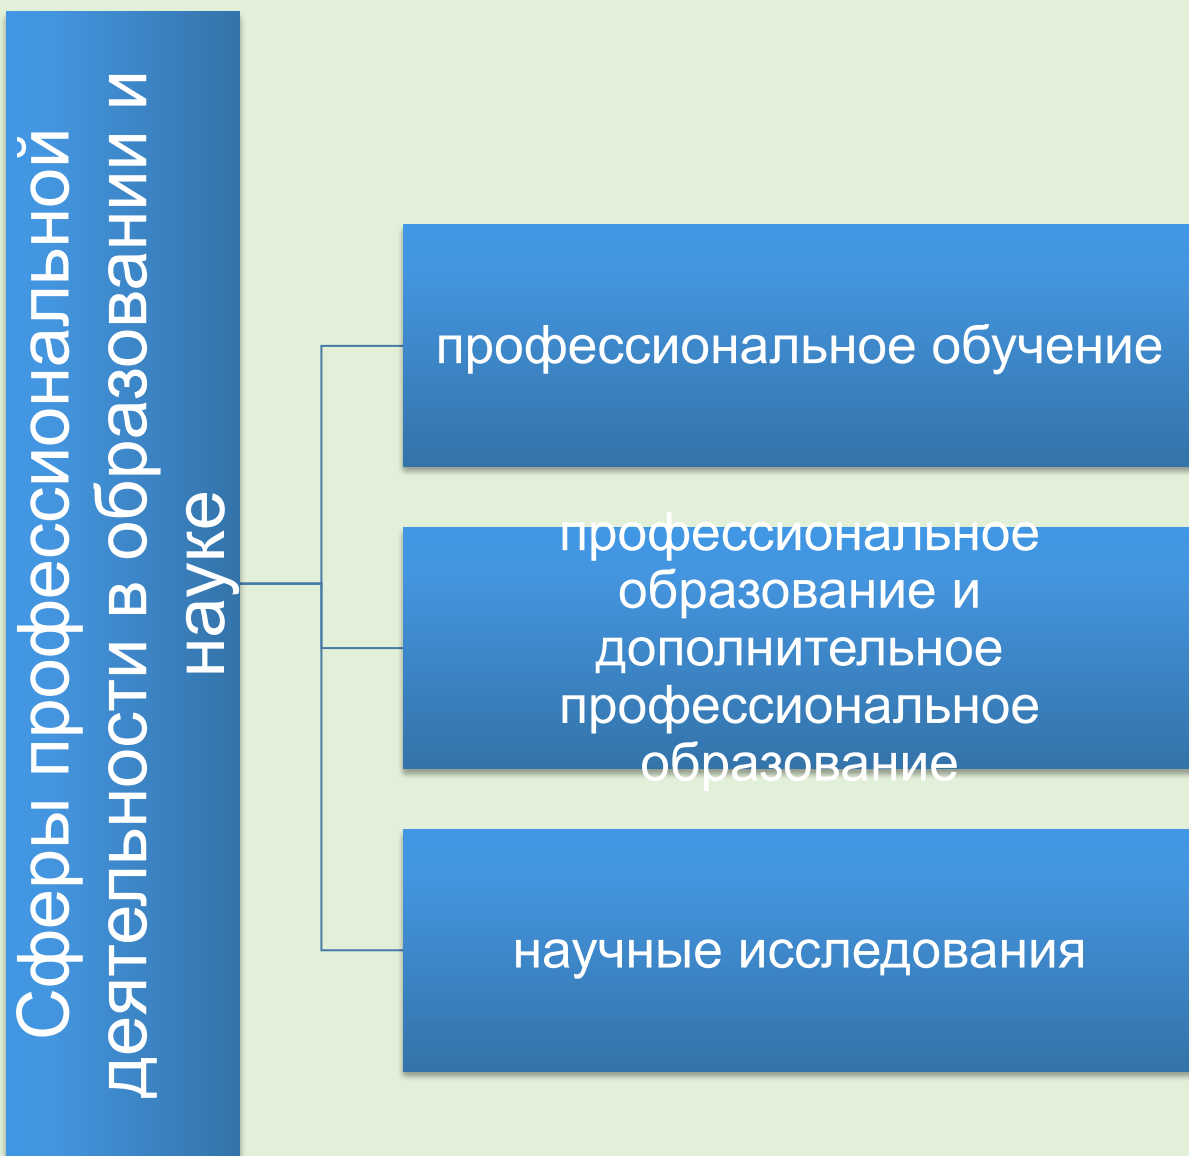 Сферы профессиональной
деятельности в образовании и
науке
профессиональное обучение
профессиональное
образование и
дополнительное
профессиональное
образование
научные исследования